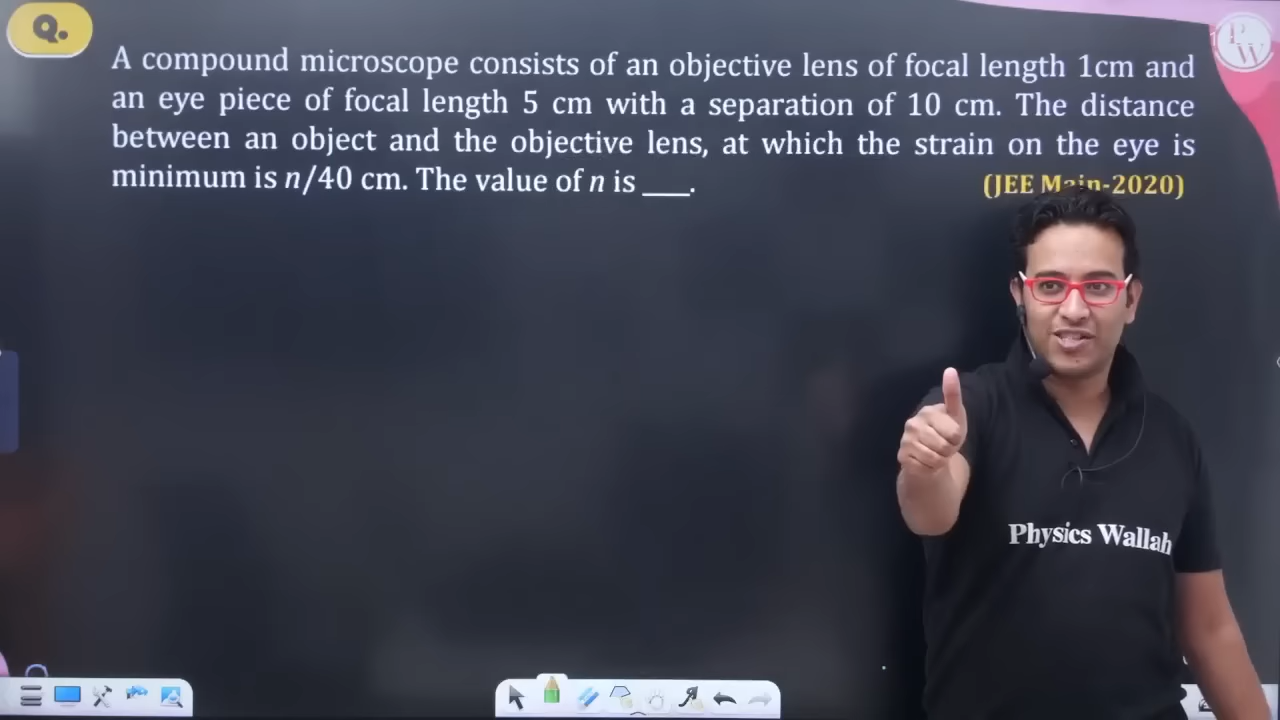 Q.
A compound microscope consists of an objective lens of focal length 1cm and
an eye piece of focal length 5 cm with a separation of 10 cm. The distance
between an object and the objective lens, at which the strain on the eye is
minimum is n/40 cm. The value of n is ____.
(JEE Main-2020)
PW
Physics Wallah